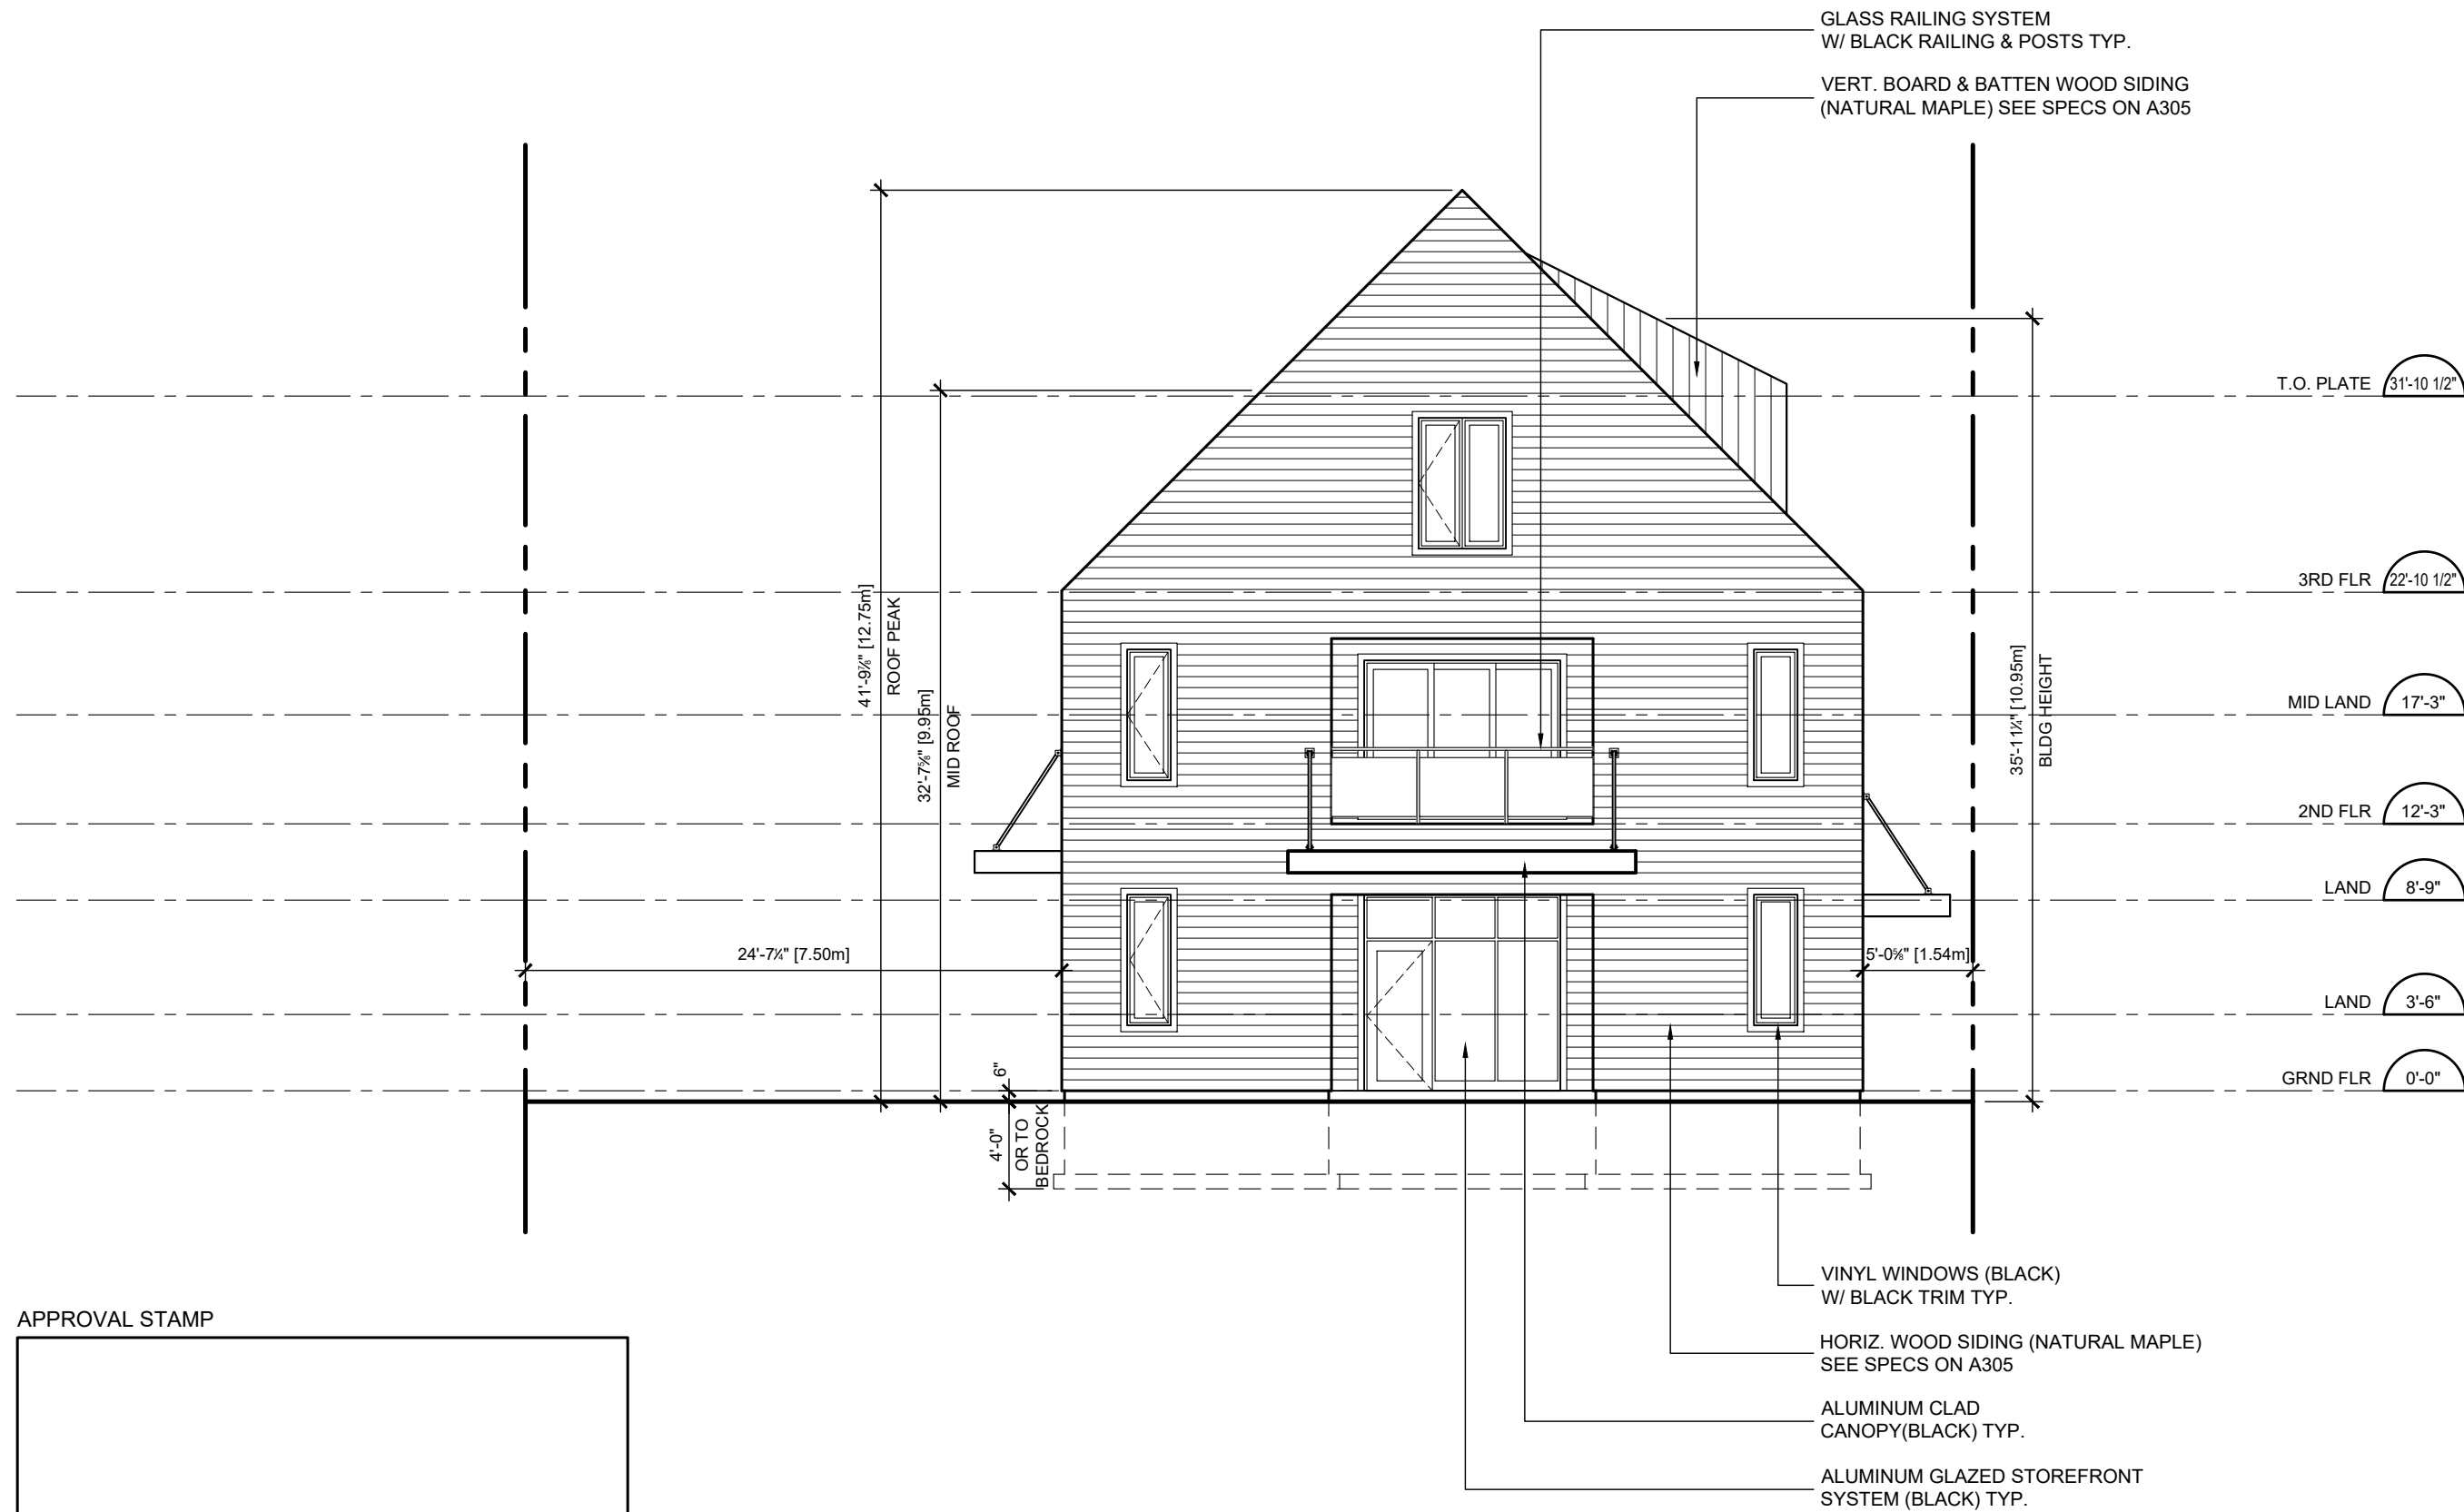 GLASS RAILING SYSTEM
W/ BLACK RAILING & POSTS TYP.
VERT. BOARD & BATTEN WOOD SIDING
(NATURAL MAPLE) SEE SPECS ON A305
T.O. PLATE 31'-10 1/2"
3RD FLR 22'-10 1/2"
MID LAND 17'-3"
2ND FLR 12'-3"
LAND 8'-9"
LAND 3'-6"
GRND FLR 0'-0"
41'-9⅞" [12.75m]
ROOF PEAK
32'-7⅝" [9.95m]
MID ROOF
35'-11¼" [10.95m]
BLDG HEIGHT
24'-7¼" [7.50m]
5'-0⅝" [1.54m]
6"
4'-0"
OR TO
BEDROCK
VINYL WINDOWS (BLACK)
W/ BLACK TRIM TYP.
HORIZ. WOOD SIDING (NATURAL MAPLE)
SEE SPECS ON A305
ALUMINUM CLAD
CANOPY(BLACK) TYP.
ALUMINUM GLAZED STOREFRONT
SYSTEM (BLACK) TYP.
APPROVAL STAMP